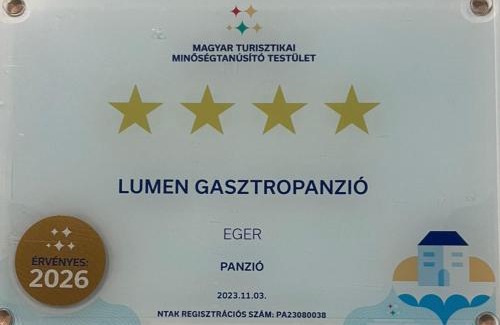 MAGYAR TURISZTIKAI
MINŐSÉGTANÚSÍTÓ TESTÜLET
LUMEN GASZTROPANZIÓ
EGER
PANZIÓ
ÉRVÉNYES:
2026
2023.11.03.
NTAK REGISZTRÁCIÓS SZÁM: PA23080038